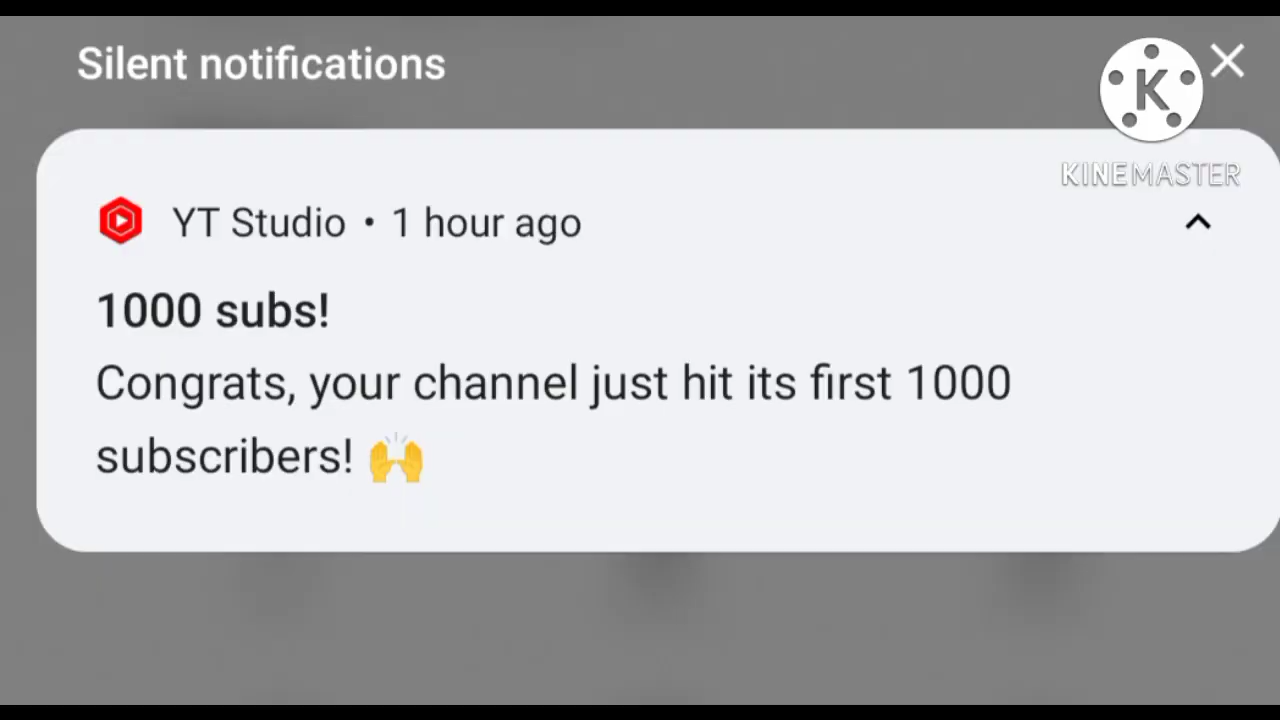 Silent notifications
K
KINEMASTER
YT Studio • 1 hour ago
1000 subs!
Congrats, your channel just hit its first 1000
subscribers! 🙌